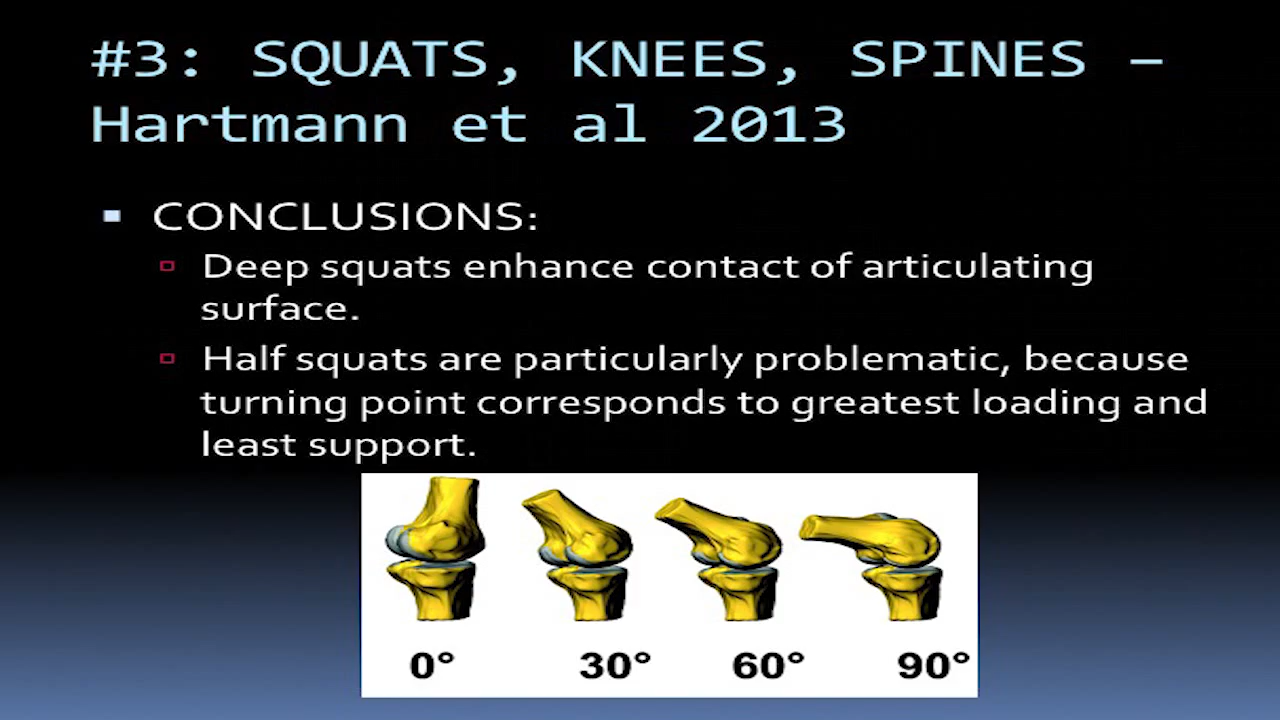 #3: SQUATS, KNEES, SPINES –
Hartmann et al 2013
CONCLUSIONS:
Deep squats enhance contact of articulating
surface.
Half squats are particularly problematic, because
turning point corresponds to greatest loading and
least support.
0° 30° 60° 90°